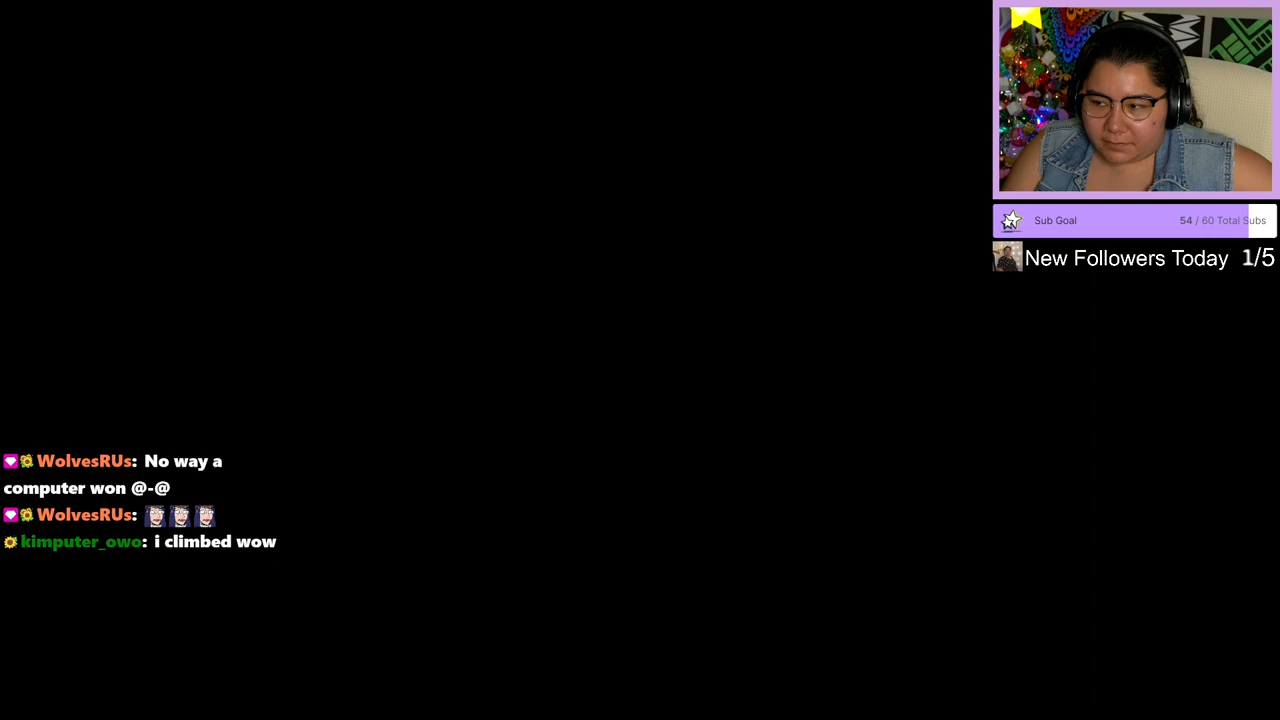 Sub Goal 54 / 60 Total Subs
New Followers Today 1/5
WolvesRUs: No way a
computer won @-@
WolvesRUs:
kimputer_owo: i climbed wow